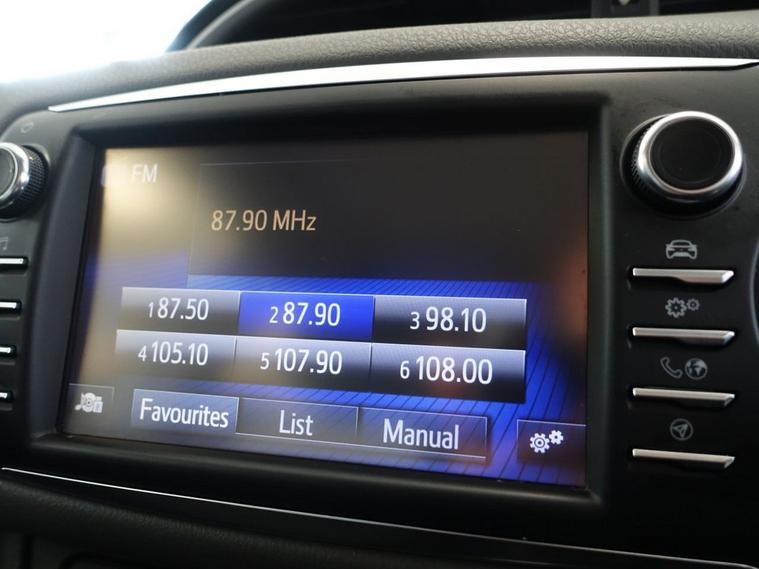 FM
87.90 MHz
1 87.50 2 87.90 3 98.10
4 105.10 5 107.90 6 108.00
Favourites List Manual